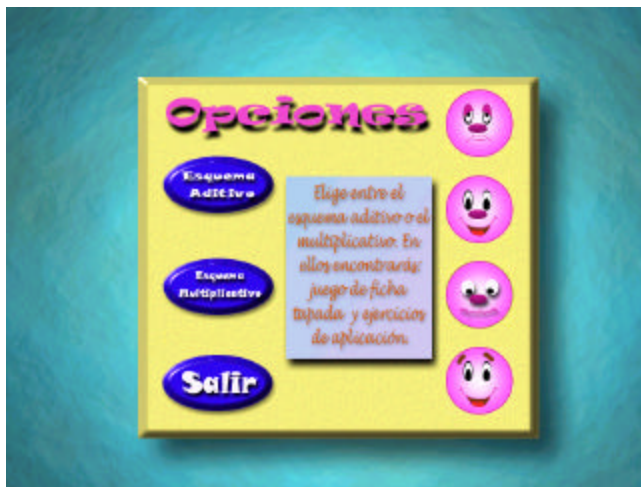 Opciones
Esquema
Aditivo
Elige entre el
esquema aditivo o el
multiplicativo. En
ellos encontrarás:
juego de ficha
tapada y ejercicios
de aplicación.
Esquema
Multiplicativo
Salir